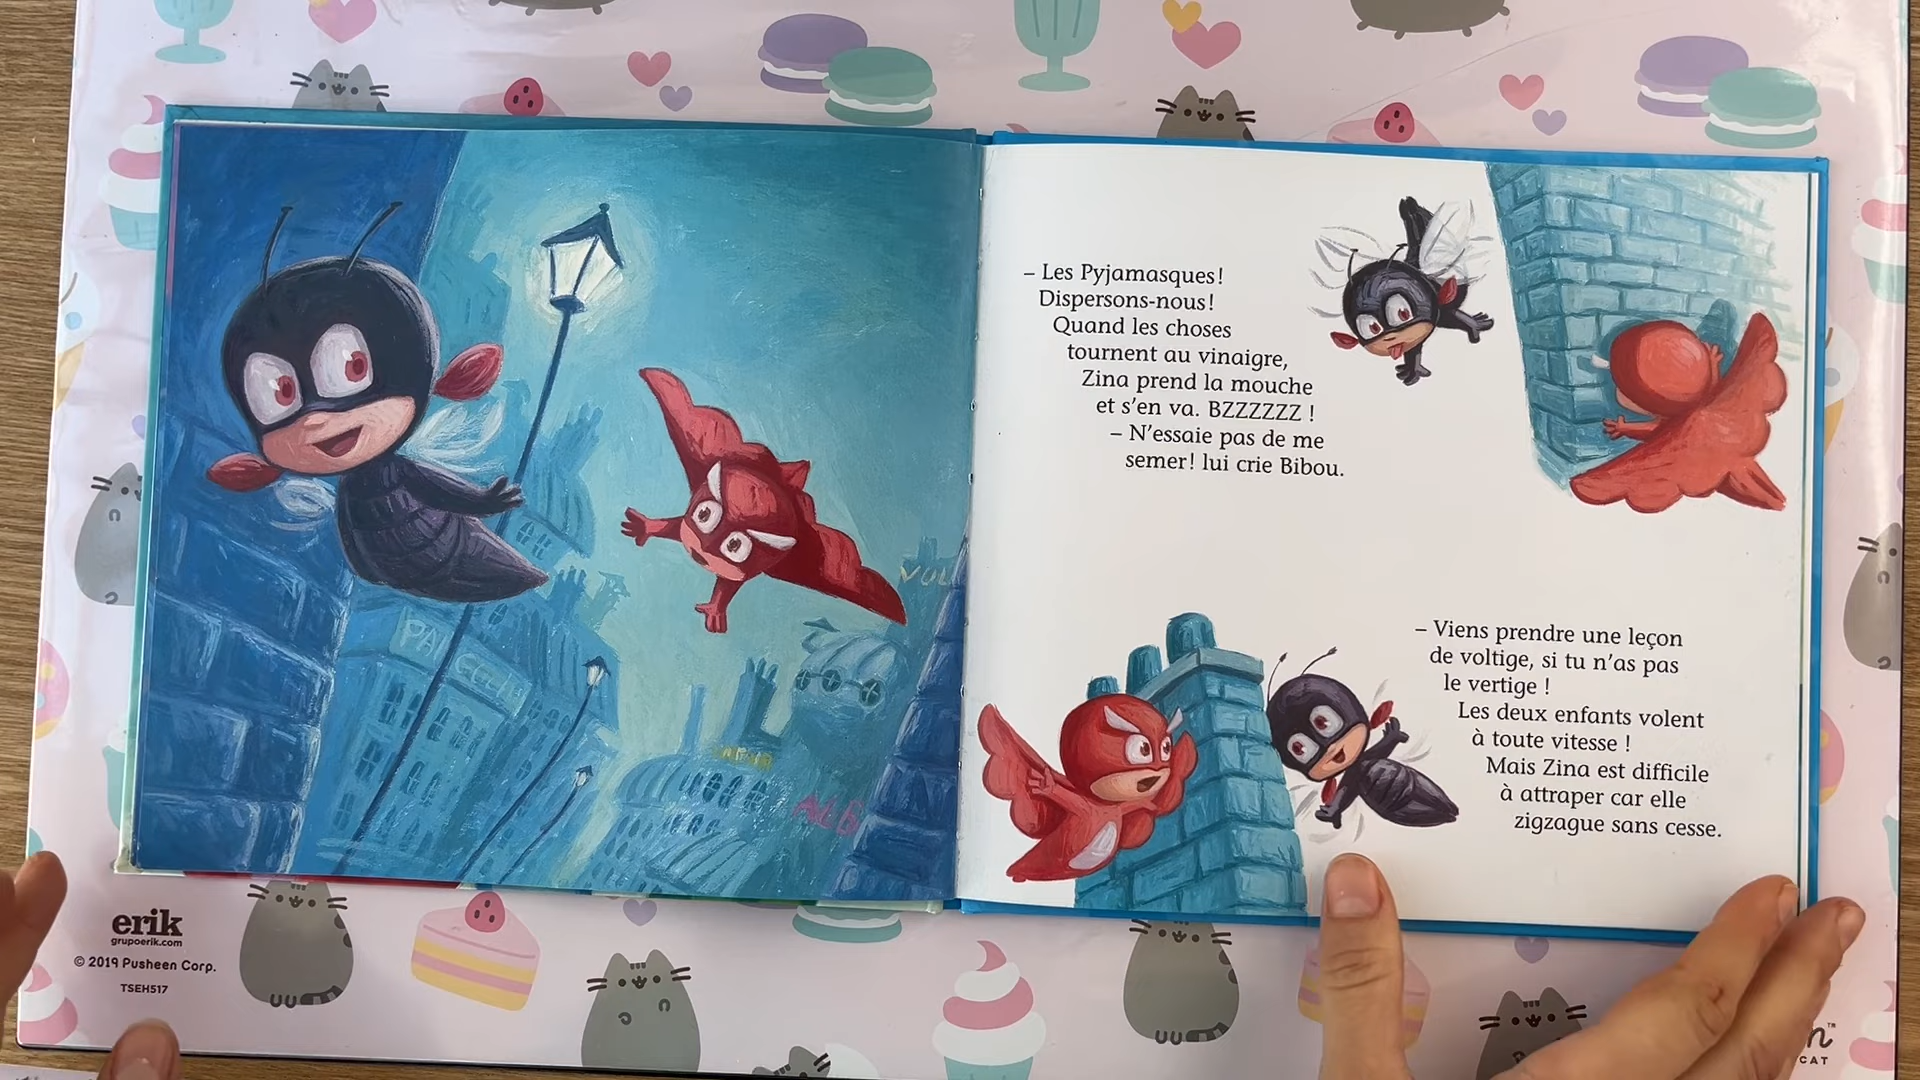 – Les Pyjamasques!
Dispersons-nous!
Quand les choses
tournent au vinaigre,
Zina prend la mouche
et s’en va. BZZZZZZ !
– N’essaie pas de me
semer! lui crie Bibou.
– Viens prendre une leçon
de voltige, si tu n’as pas
le vertige !
Les deux enfants volent
à toute vitesse !
Mais Zina est difficile
à attraper car elle
zigzague sans cesse.
erik
grupoerik.com
© 2019 Pusheen Corp.
TSEH517
CAT